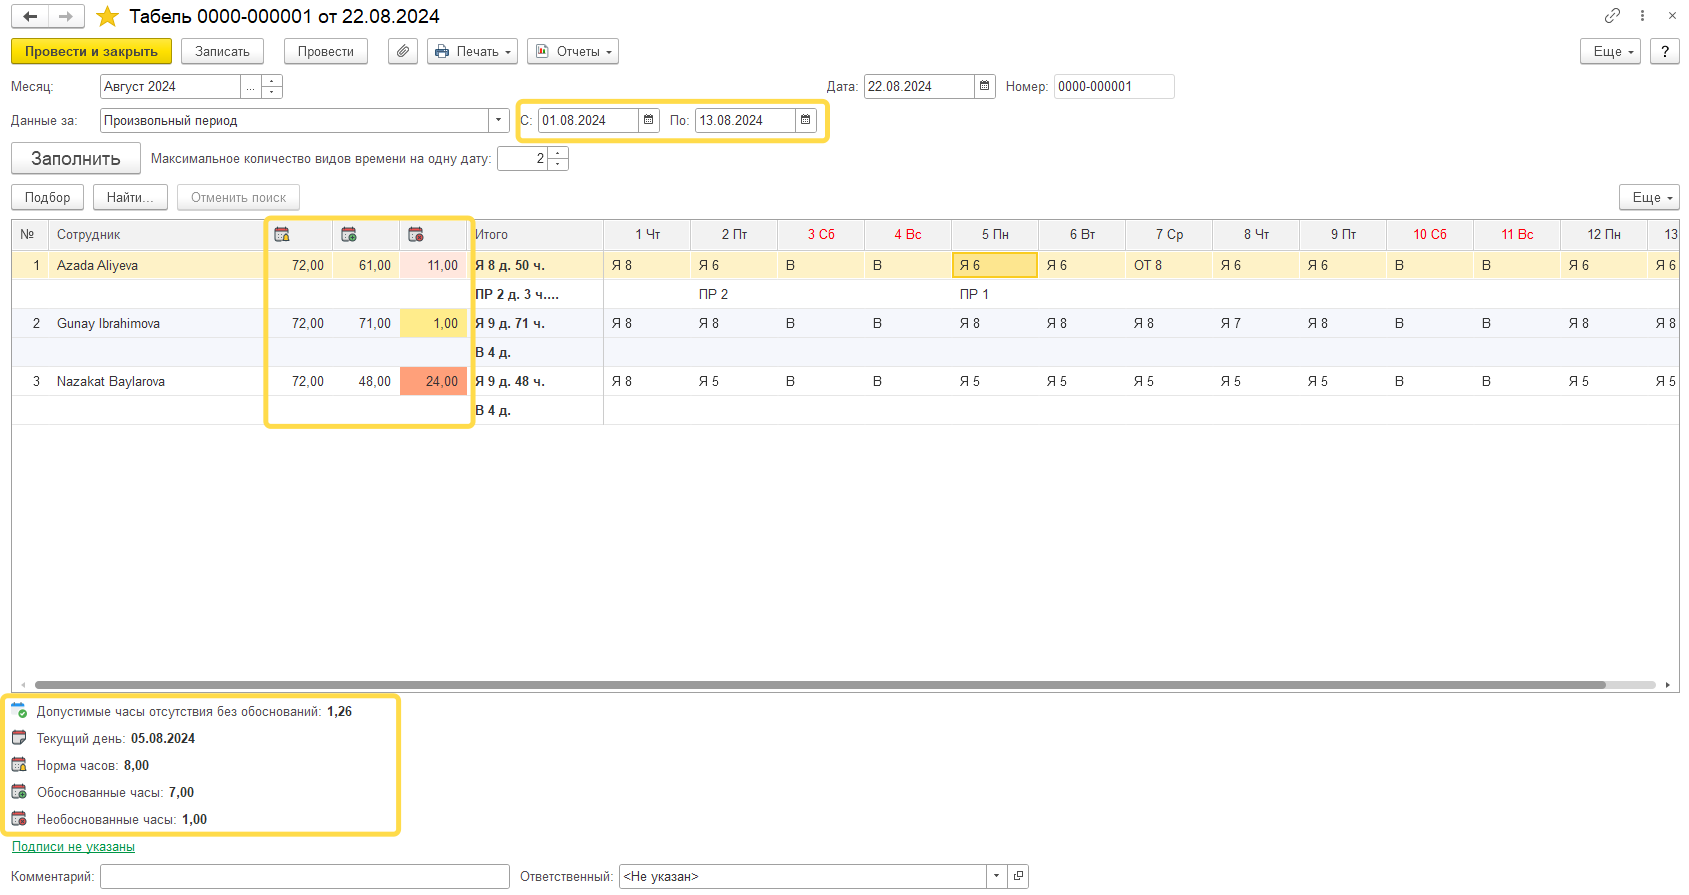 Табель 0000-000001 от 22.08.2024
Провести и закрыть Записать Провести Печать Отчеты Еще ?
Месяц: Август 2024 ... Дата: 22.08.2024 Номер: 0000-000001
Данные за: Произвольный период С: 01.08.2024 По: 13.08.2024
Заполнить Максимальное количество видов времени на одну дату: 2
Подбор Найти... Отменить поиск Еще
№ Сотрудник Итого 1 Чт 2 Пт 3 Сб 4 Вс 5 Пн 6 Вт 7 Ср 8 Чт 9 Пт 10 Сб 11 Вс 12 Пн 13
1 Azada Aliyeva 72,00 61,00 11,00 Я 8 д. 50 ч. Я 8 Я 6 В В Я 6 Я 6 ОТ 8 Я 6 Я 6 В В Я 6 Я 6
ПР 2 д. 3 ч.... ПР 2 ПР 1
2 Gunay Ibrahimova 72,00 71,00 1,00 Я 9 д. 71 ч. Я 8 Я 8 В В Я 8 Я 8 Я 8 Я 7 Я 8 В В Я 8 Я 8
В 4 д.
3 Nazakat Baylarova 72,00 48,00 24,00 Я 9 д. 48 ч. Я 8 Я 5 В В Я 5 Я 5 Я 5 Я 5 Я 5 В В Я 5 Я 5
В 4 д.
Допустимые часы отсутствия без обоснований: 1,26
Текущий день: 05.08.2024
Норма часов: 8,00
Обоснованные часы: 7,00
Необоснованные часы: 1,00
Подписи не указаны
Комментарий: Ответственный: <Не указан>